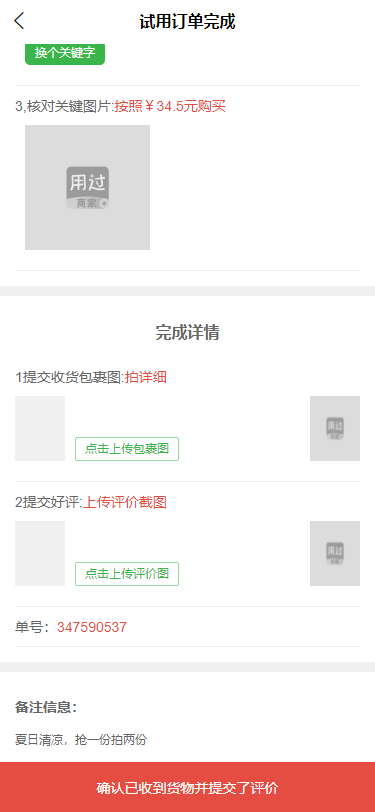 试用订单完成
换个关键字
3,核对关键图片:按照￥34.5元购买
用过
商家
完成详情
1提交收货包裹图:拍详细
点击上传包裹图
用过
2提交好评:上传评价截图
点击上传评价图
用过
单号：347590537
备注信息：
夏日清凉，抢一份拍两份
确认已收到货物并提交了评价